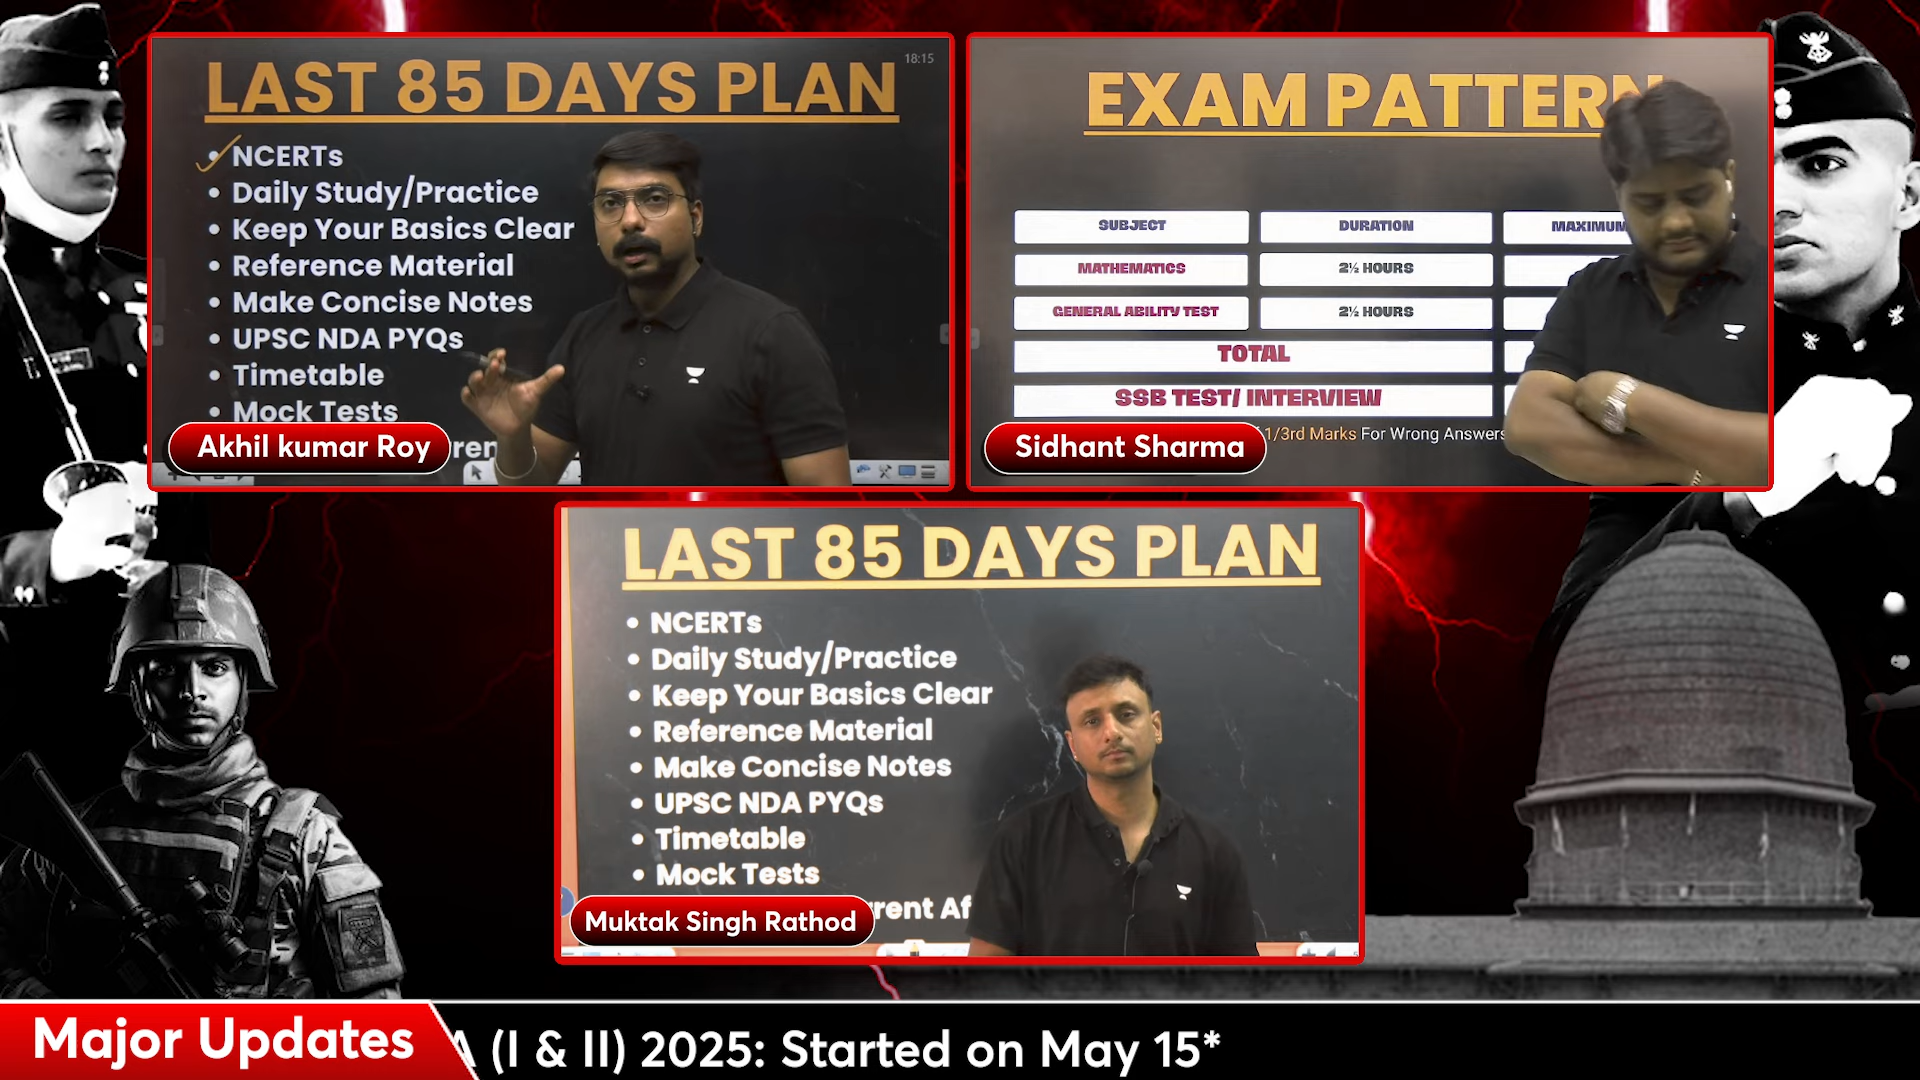 LAST 85 DAYS PLAN
18:15
• NCERTs
• Daily Study/Practice
• Keep Your Basics Clear
• Reference Material
• Make Concise Notes
• UPSC NDA PYQs
• Timetable
• Mock Tests
Akhil kumar Roy
EXAM PATTERN
SUBJECT DURATION MAXIMUM
MATHEMATICS 2½ HOURS
GENERAL ABILITY TEST 2½ HOURS
TOTAL
SSB TEST/ INTERVIEW
1/3rd Marks For Wrong Answers
Sidhant Sharma
LAST 85 DAYS PLAN
• NCERTs
• Daily Study/Practice
• Keep Your Basics Clear
• Reference Material
• Make Concise Notes
• UPSC NDA PYQs
• Timetable
• Mock Tests
rent Af
Muktak Singh Rathod
Major Updates
A (I & II) 2025: Started on May 15*